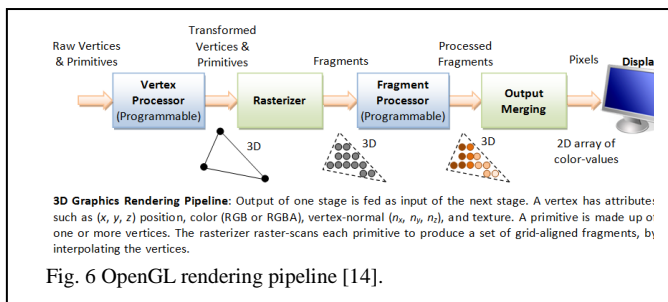 Raw Vertices
& Primitives
Transformed
Vertices &
Primitives
Fragments
Processed
Fragments
Pixels
Displa
Vertex
Processor
(Programmable)
Rasterizer
Fragment
Processor
(Programmable)
Output
Merging
3D
3D
3D
2D array of
color-values
3D Graphics Rendering Pipeline: Output of one stage is fed as input of the next stage. A vertex has attributes
such as (x, y, z) position, color (RGB or RGBA), vertex-normal (nx, ny, nz), and texture. A primitive is made up of
one or more vertices. The rasterizer raster-scans each primitive to produce a set of grid-aligned fragments, by
interpolating the vertices.
Fig. 6 OpenGL rendering pipeline [14].